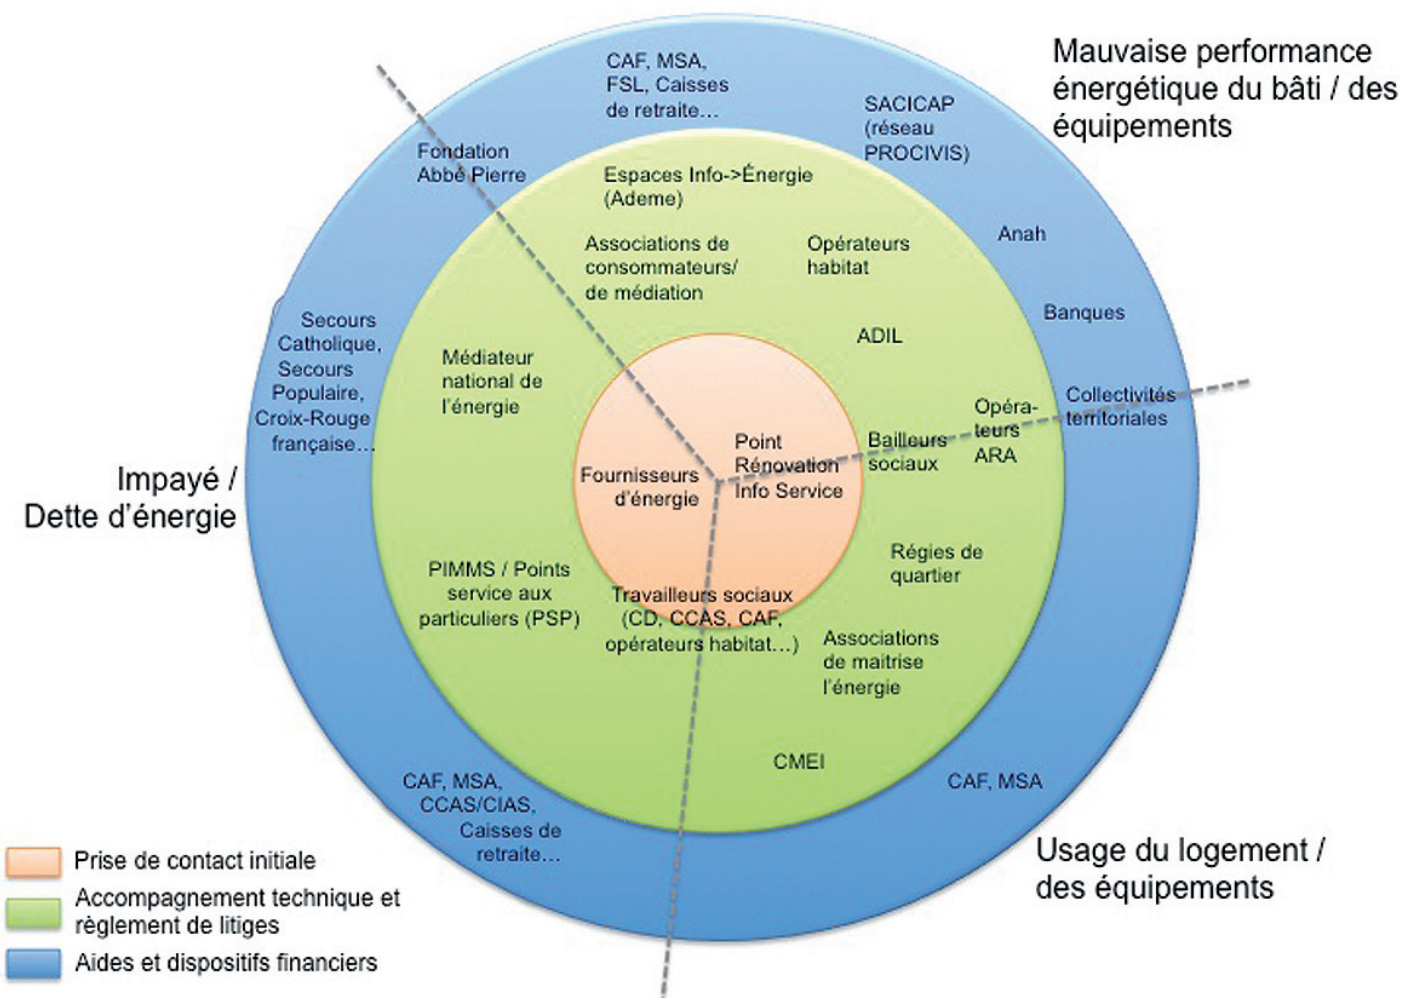 Mauvaise performance
énergétique du bâti / des
équipements
CAF, MSA,
FSL, Caisses
de retraite…
SACICAP
(réseau
PROCIVIS)
Fondation
Abbé Pierre
Espaces Info->Énergie
(Ademe)
Anah
Associations de
consommateurs/
de médiation
Opérateurs
habitat
Banques
ADIL
Secours
Catholique,
Secours
Populaire,
Croix-Rouge
française…
Médiateur
national de
l’énergie
Collectivités
territoriales
Opéra-
teurs
ARA
Bailleurs
sociaux
Point
Rénovation
Info Service
Fournisseurs
d’énergie
Impayé /
Dette d’énergie
Régies de
quartier
PIMMS / Points
service aux
particuliers (PSP)
Travailleurs sociaux
(CD, CCAS, CAF,
opérateurs habitat…)
Associations
de maitrise
l’énergie
CMEI
CAF, MSA,
CCAS/CIAS,
Caisses de
retraite…
CAF, MSA
Usage du logement /
des équipements
Prise de contact initiale
Accompagnement technique et
règlement de litiges
Aides et dispositifs financiers